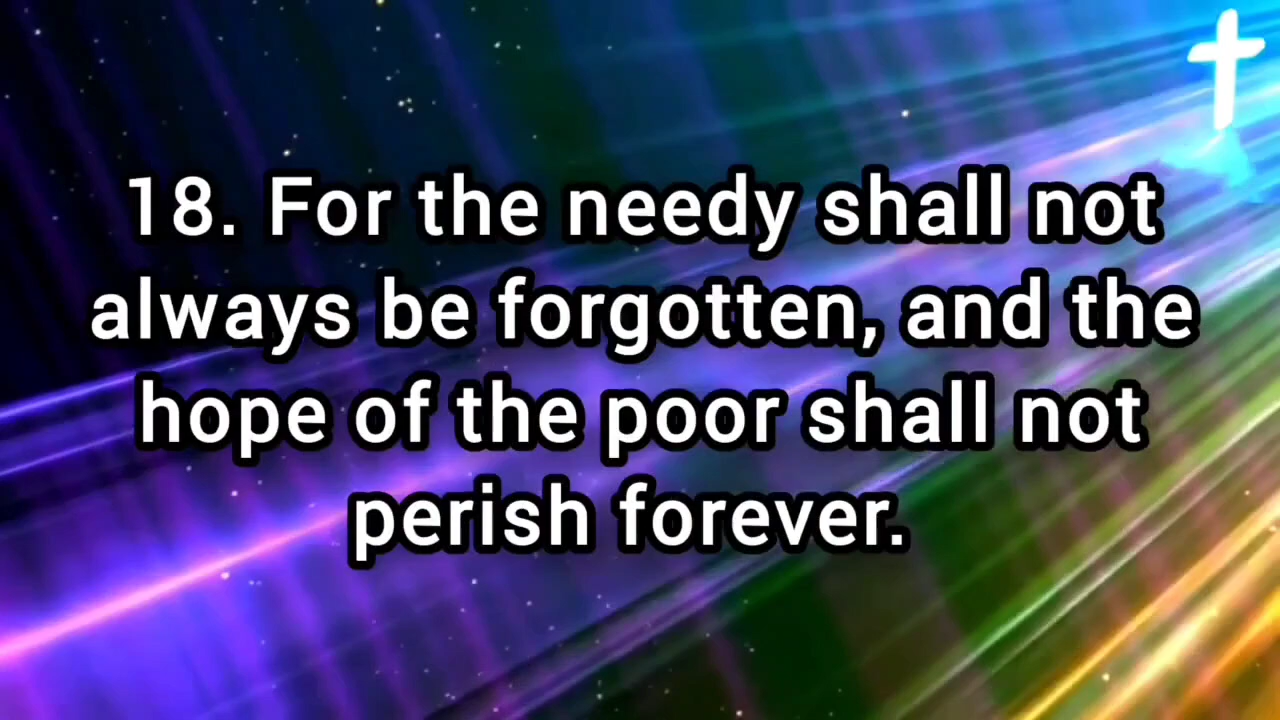 18. For the needy shall not
always be forgotten, and the
hope of the poor shall not
perish forever.